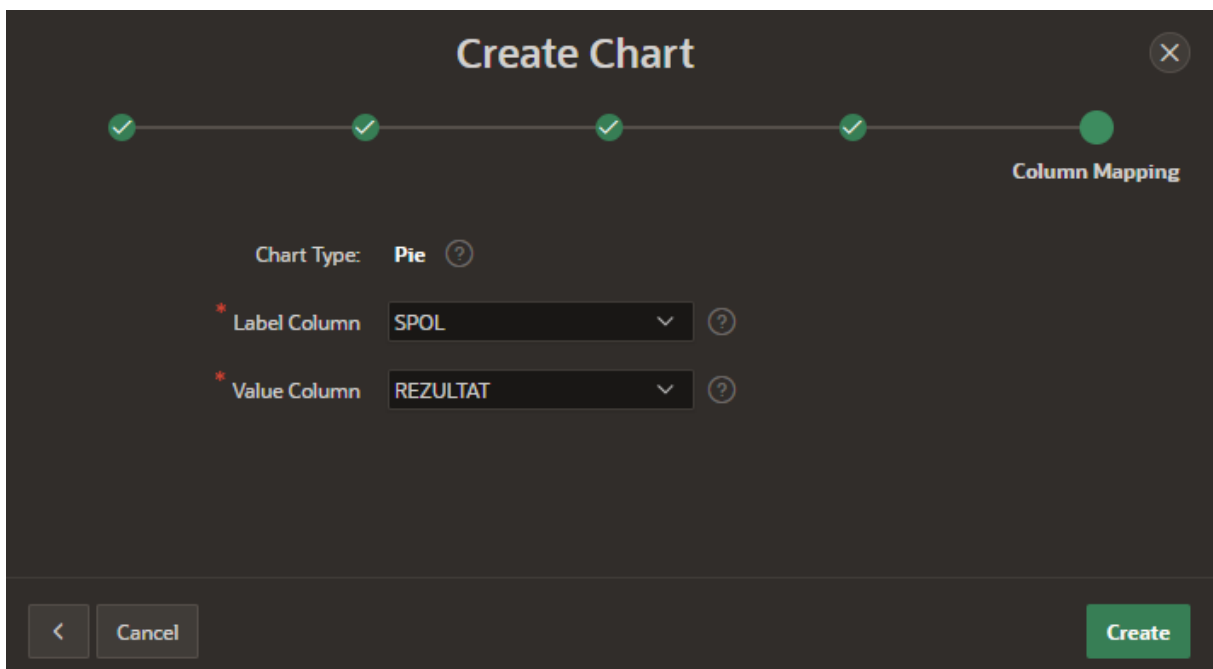 Create Chart
Column Mapping
Chart Type: Pie ?
* Label Column SPOL ?
* Value Column REZULTAT ?
Cancel Create